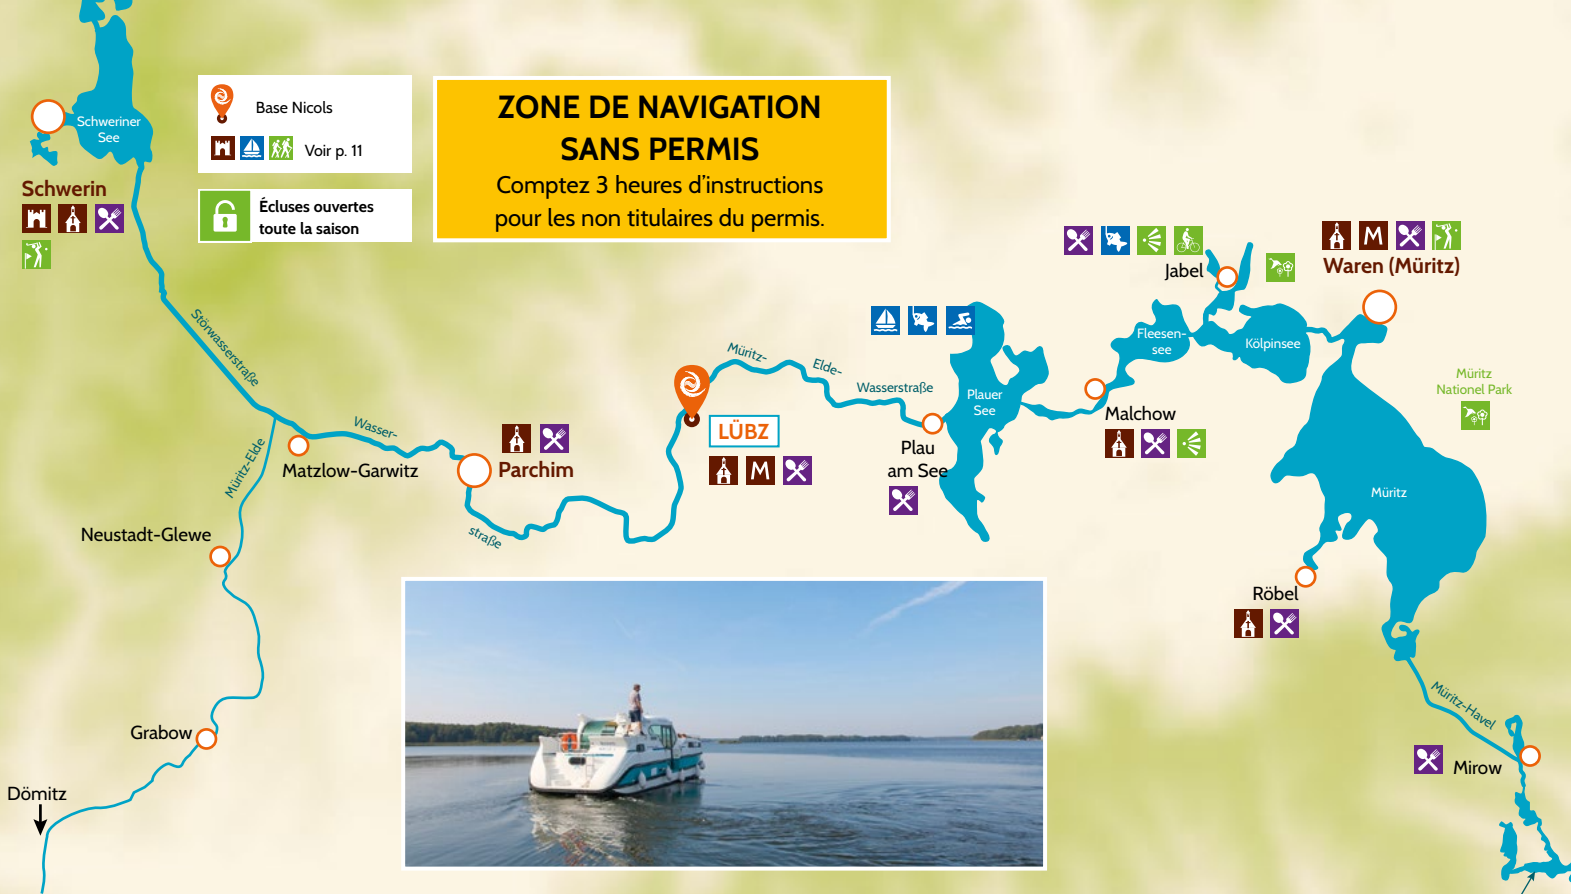 Base Nicols
Voir p. 11
Écluses ouvertes
toute la saison
ZONE DE NAVIGATION
SANS PERMIS
Comptez 3 heures d’instructions
pour les non titulaires du permis.
Schweriner
See
Schwerin
Störwasserstraße
Müritz-Elde
Wasser-
Matzlow-Garwitz
Parchim
straße
Neustadt-Glewe
Grabow
Dömitz
LÜBZ
M
Müritz-
Elde-
Wasserstraße
Plau
am See
Plauer
See
Malchow
Fleesen-
see
Jabel
Kölpinsee
M
Waren (Müritz)
Müritz
Nationel Park
Müritz
Röbel
Müritz-Havel
Mirow